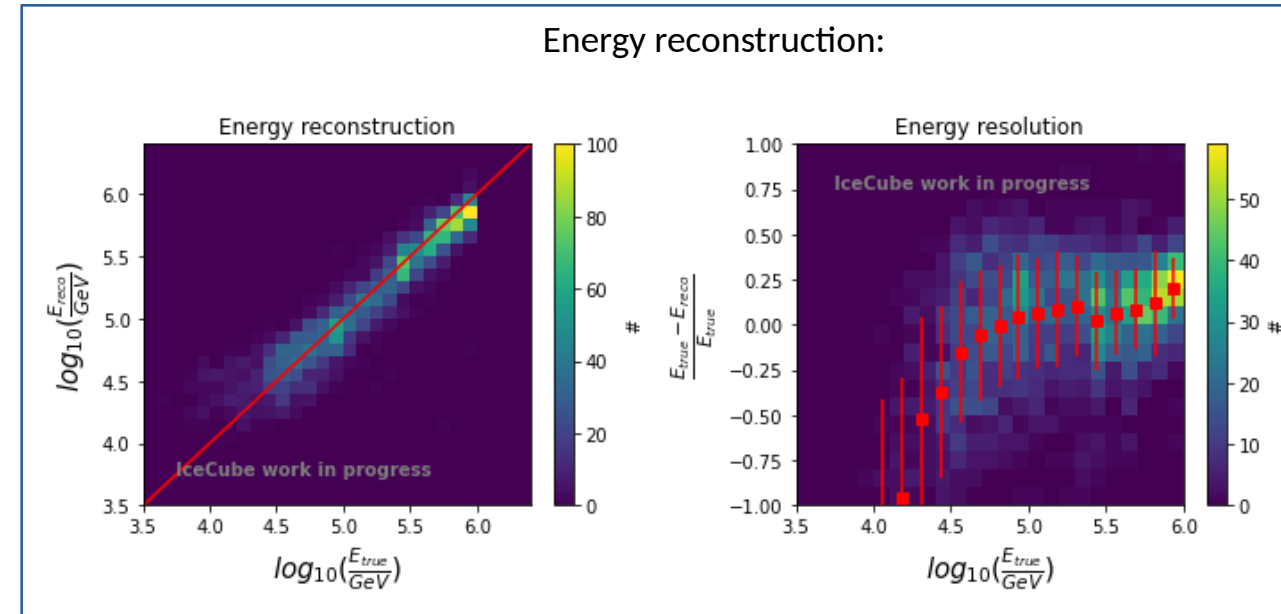 Energy reconstruction:
Energy reconstruction
6.0
5.5
5.0
4.5
4.0
3.5
3.5 4.0 4.5 5.0 5.5 6.0
log10(Ereco/GeV)
log10(Etrue/GeV)
IceCube work in progress
100
80
60
40
20
0
#
Energy resolution
IceCube work in progress
1.00
0.75
0.50
0.25
0.00
−0.25
−0.50
−0.75
−1.00
3.5 4.0 4.5 5.0 5.5 6.0
Etrue − Ereco
Etrue
log10(Etrue/GeV)
50
40
30
20
10
0
#